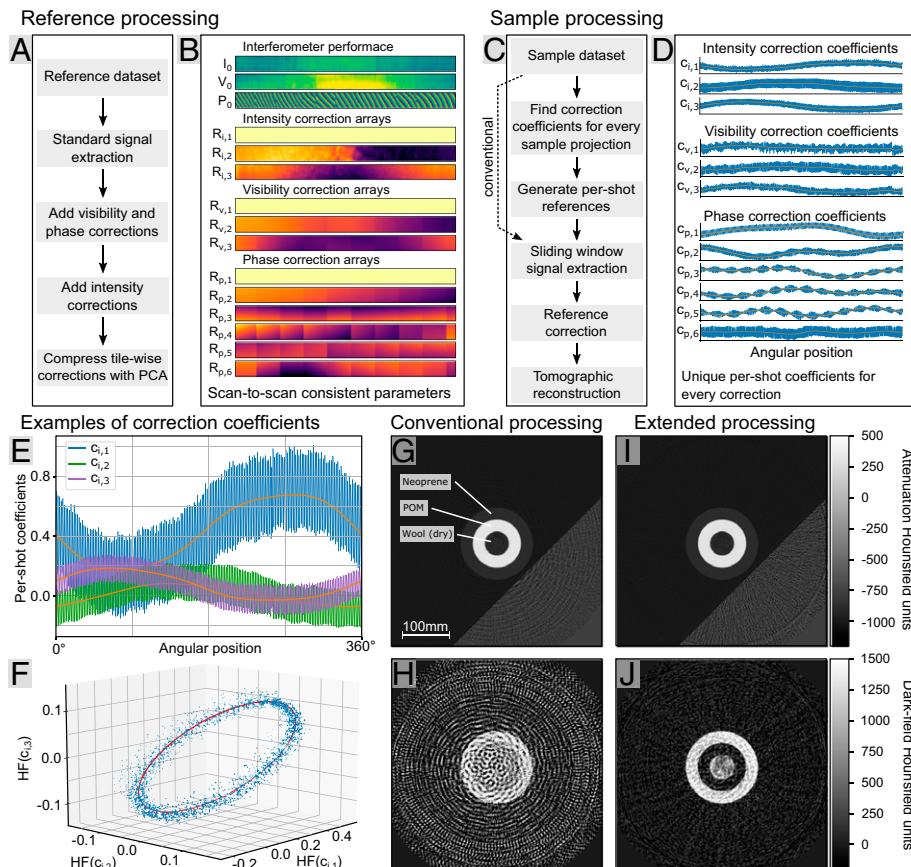 Reference processing
Sample processing
A
Reference dataset
Standard signal extraction
Add visibility and phase corrections
Add intensity corrections
Compress tile-wise corrections with PCA
B
Interferometer performace
I0
V0
P0
Intensity correction arrays
Ri,1
Ri,2
Ri,3
Visibility correction arrays
Rv,1
Rv,2
Rv,3
Phase correction arrays
Rp,1
Rp,2
Rp,3
Rp,4
Rp,5
Rp,6
Scan-to-scan consistent parameters
C
Sample dataset
conventional
Find correction coefficients for every sample projection
Generate per-shot references
Sliding window signal extraction
Reference correction
Tomographic reconstruction
D
Intensity correction coefficients
ci,1
ci,2
ci,3
Visibility correction coefficients
cv,1
cv,2
cv,3
Phase correction coefficients
cp,1
cp,2
cp,3
cp,4
cp,5
cp,6
Angular position
Unique per-shot coefficients for every correction
Examples of correction coefficients
E
ci,1
ci,2
ci,3
Per-shot coefficients
0.8
0.4
0.0
0°
Angular position
360°
F
HF(ci,3)
0.1
0.0
-0.1
-0.1
0.0
0.1
HF(ci,2)
-0.2
0.0
0.2
0.4
HF(ci,1)
Conventional processing
G
Neoprene
POM
Wool (dry)
100mm
H
Extended processing
I
J
500
250
0
-250
-500
-750
-1000
Attenuation Hounsfield units
1500
1250
1000
750
500
250
0
Dark-field Hounsfield units